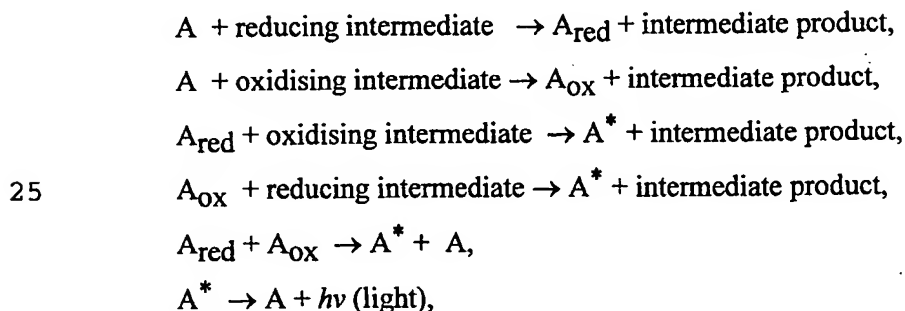 A + reducing intermediate → A_red + intermediate product,
A + oxidising intermediate → A_ox + intermediate product,
A_red + oxidising intermediate → A* + intermediate product,
25 A_ox + reducing intermediate → A* + intermediate product,
A_red + A_ox → A* + A,
A* → A + hν (light),